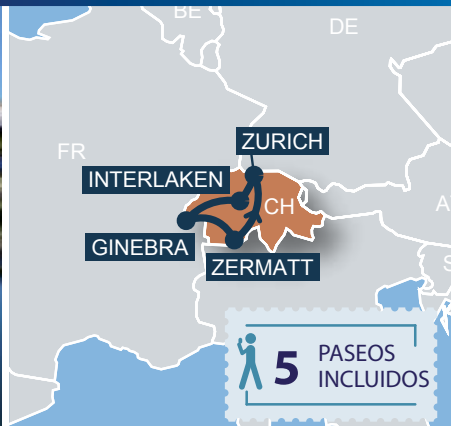 BE
DE
FR
ZURICH
INTERLAKEN
CH
A
GINEBRA
ZERMATT
S
5 PASEOS
INCLUIDOS